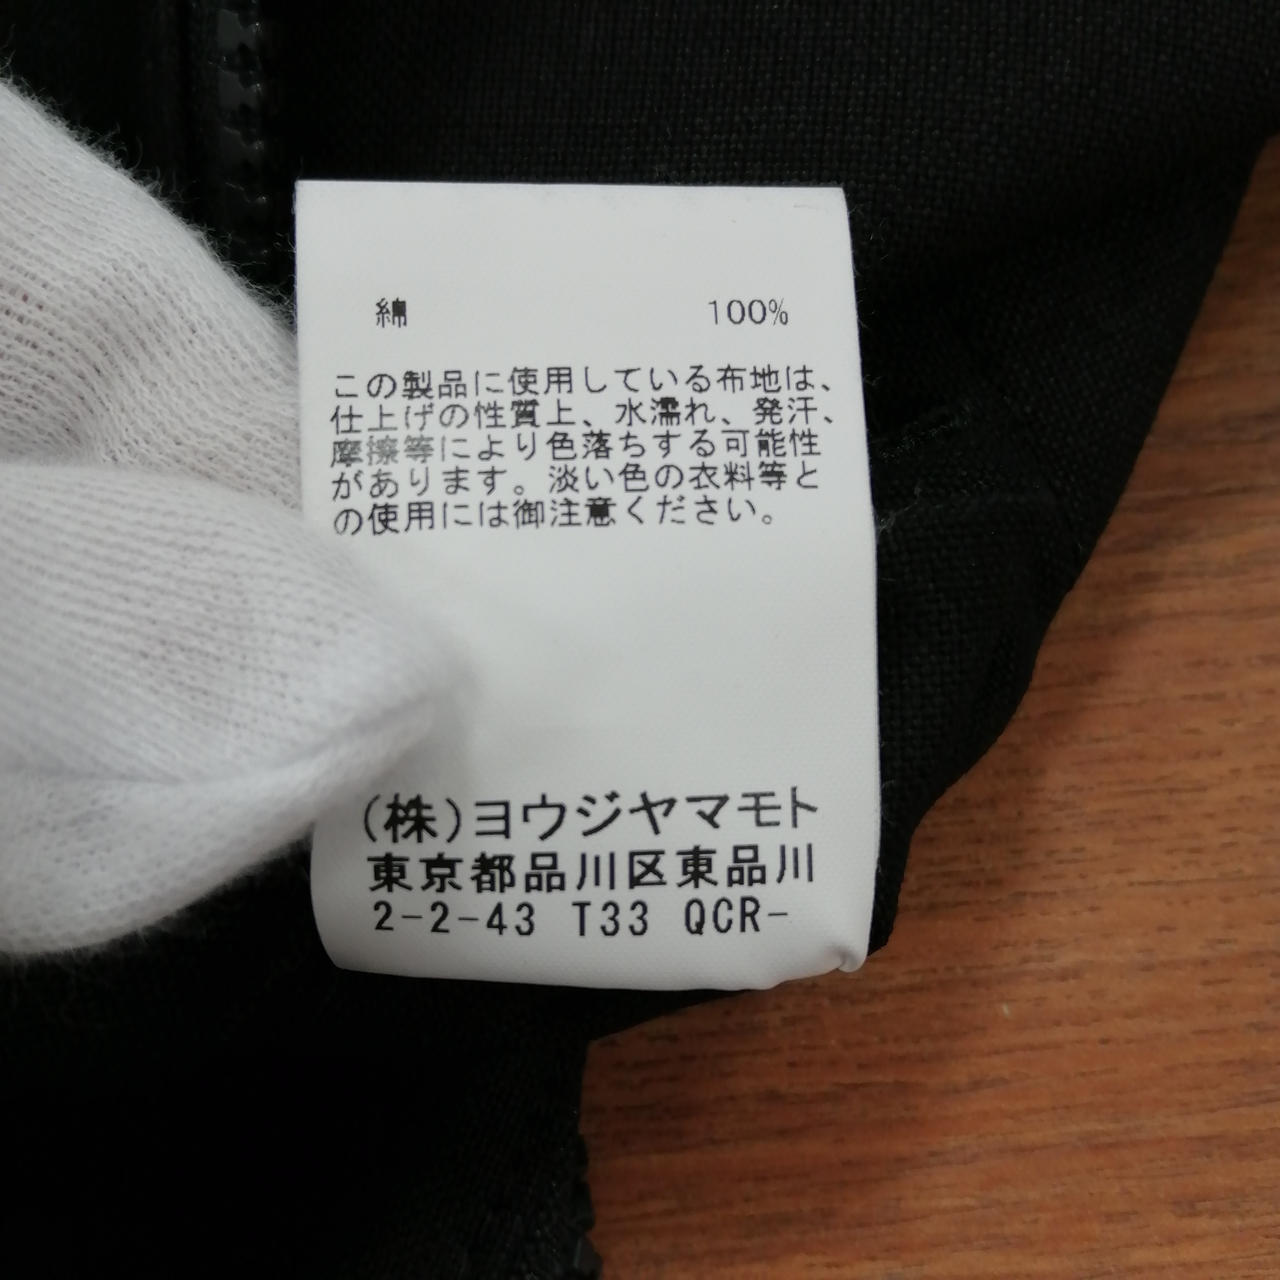 綿 100%
この製品に使用している布地は、
仕上げの性質上、水濡れ、発汗、
摩擦等により色落ちする可能性
があります。淡い色の衣料等と
の使用には御注意ください。
(株)ヨウジヤマモト
東京都品川区東品川
2-2-43 T33 QCR-